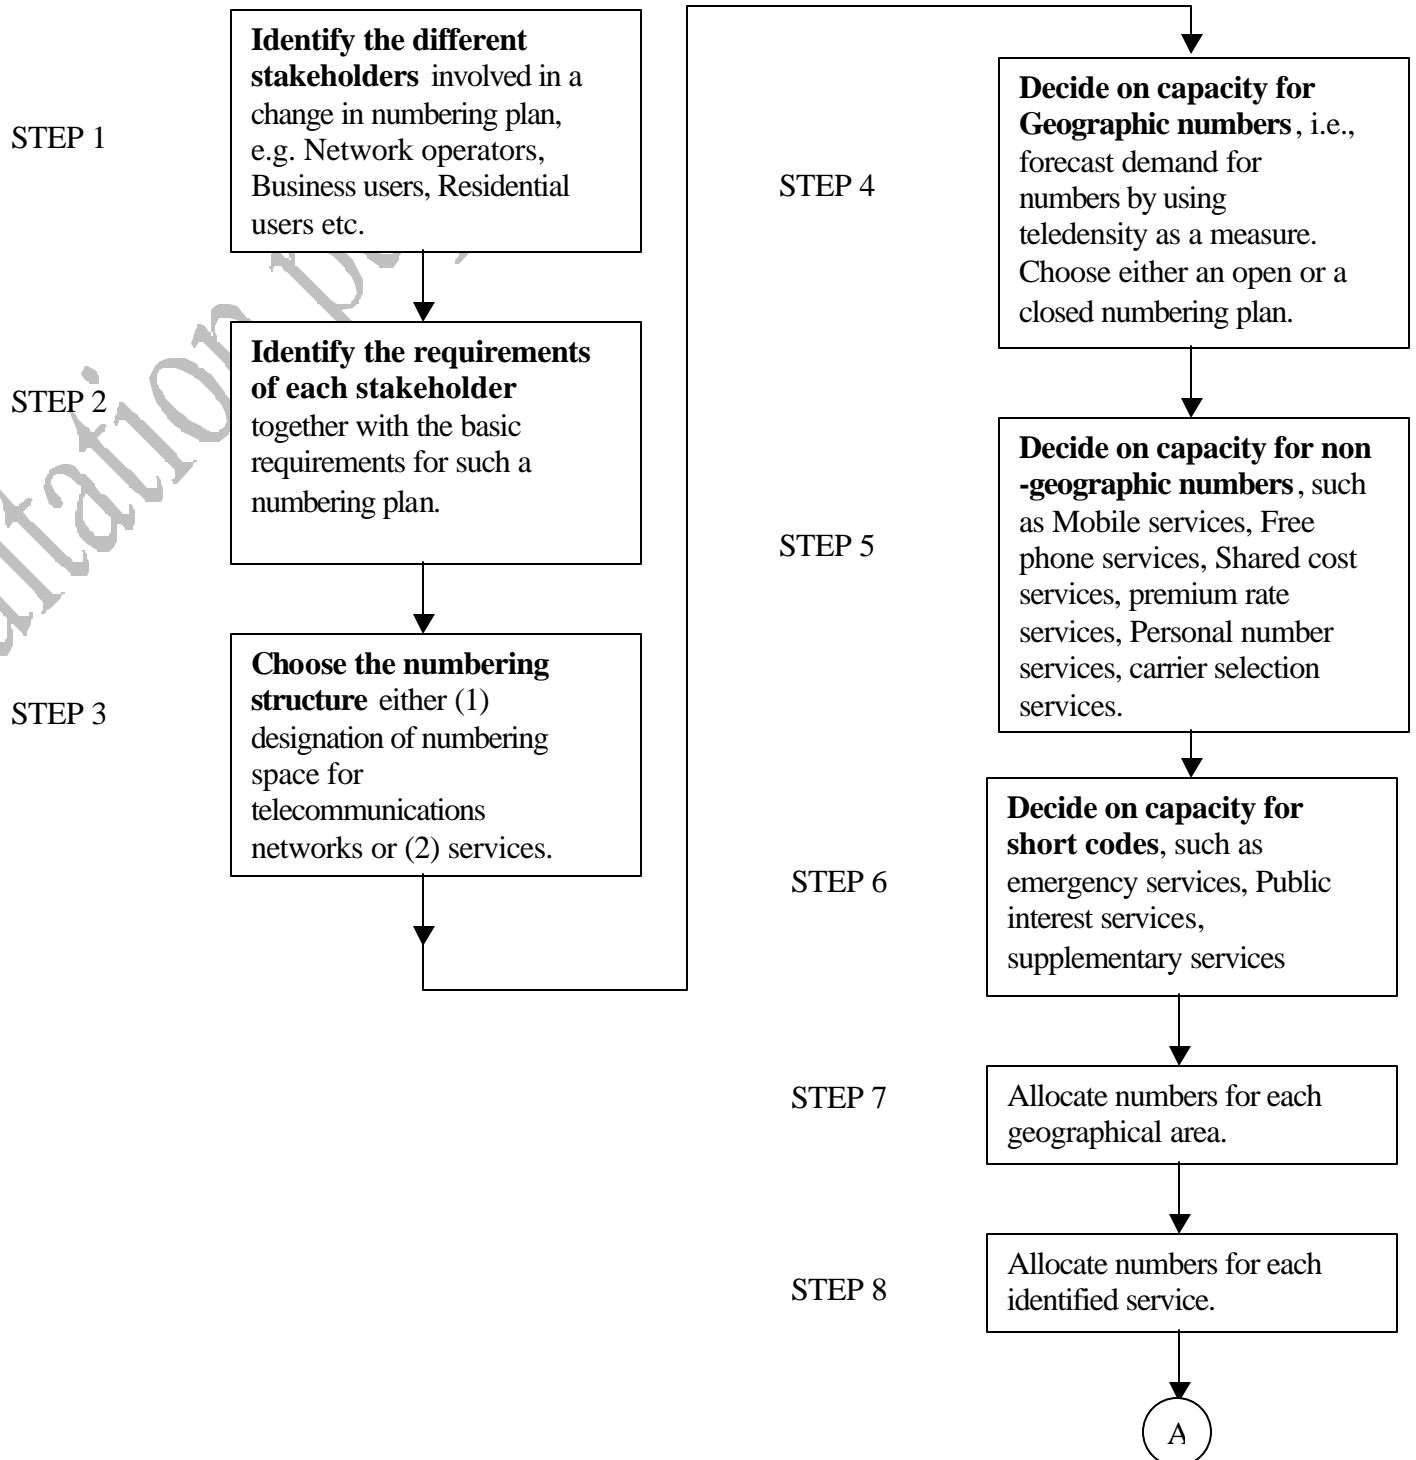 STEP 1
Identify the different
stakeholders involved in a
change in numbering plan,
e.g. Network operators,
Business users, Residential
users etc.
STEP 2
Identify the requirements
of each stakeholder
together with the basic
requirements for such a
numbering plan.
STEP 3
Choose the numbering
structure either (1)
designation of numbering
space for
telecommunications
networks or (2) services.
STEP 4
Decide on capacity for
Geographic numbers, i.e.,
forecast demand for
numbers by using
teledensity as a measure.
Choose either an open or a
closed numbering plan.
STEP 5
Decide on capacity for non
-geographic numbers, such
as Mobile services, Free
phone services, Shared cost
services, premium rate
services, Personal number
services, carrier selection
services.
STEP 6
Decide on capacity for
short codes, such as
emergency services, Public
interest services,
supplementary services
STEP 7
Allocate numbers for each
geographical area.
STEP 8
Allocate numbers for each
identified service.
A